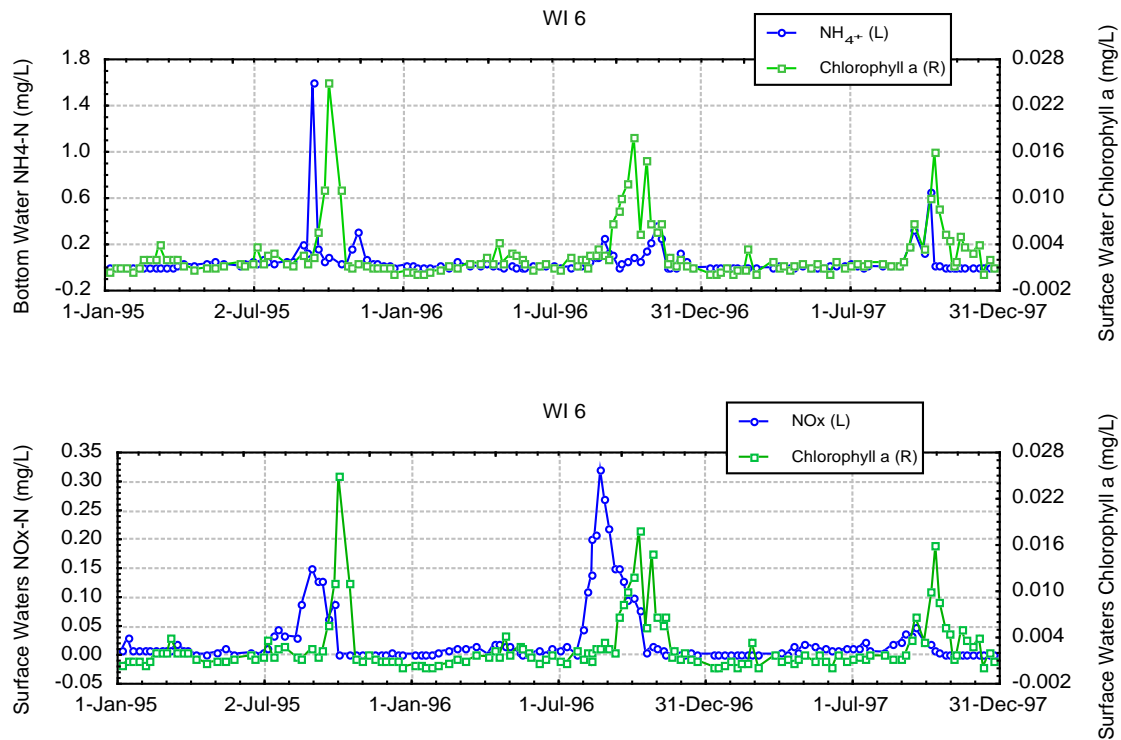 WI 6
NH4+ (L)
Chlorophyll a (R)
Bottom Water NH4-N (mg/L)
1.8
1.4
1.0
0.6
0.2
-0.2
0.028
0.022
0.016
0.010
0.004
-0.002
Surface Water Chlorophyll a (mg/L)
1-Jan-95 2-Jul-95 1-Jan-96 1-Jul-96 31-Dec-96 1-Jul-97 31-Dec-97
WI 6
NOx (L)
Chlorophyll a (R)
Surface Waters NOx-N (mg/L)
0.35
0.30
0.25
0.20
0.15
0.10
0.05
0.00
-0.05
0.028
0.022
0.016
0.010
0.004
-0.002
Surface Waters Chlorophyll a (mg/L)
1-Jan-95 2-Jul-95 1-Jan-96 1-Jul-96 31-Dec-96 1-Jul-97 31-Dec-97